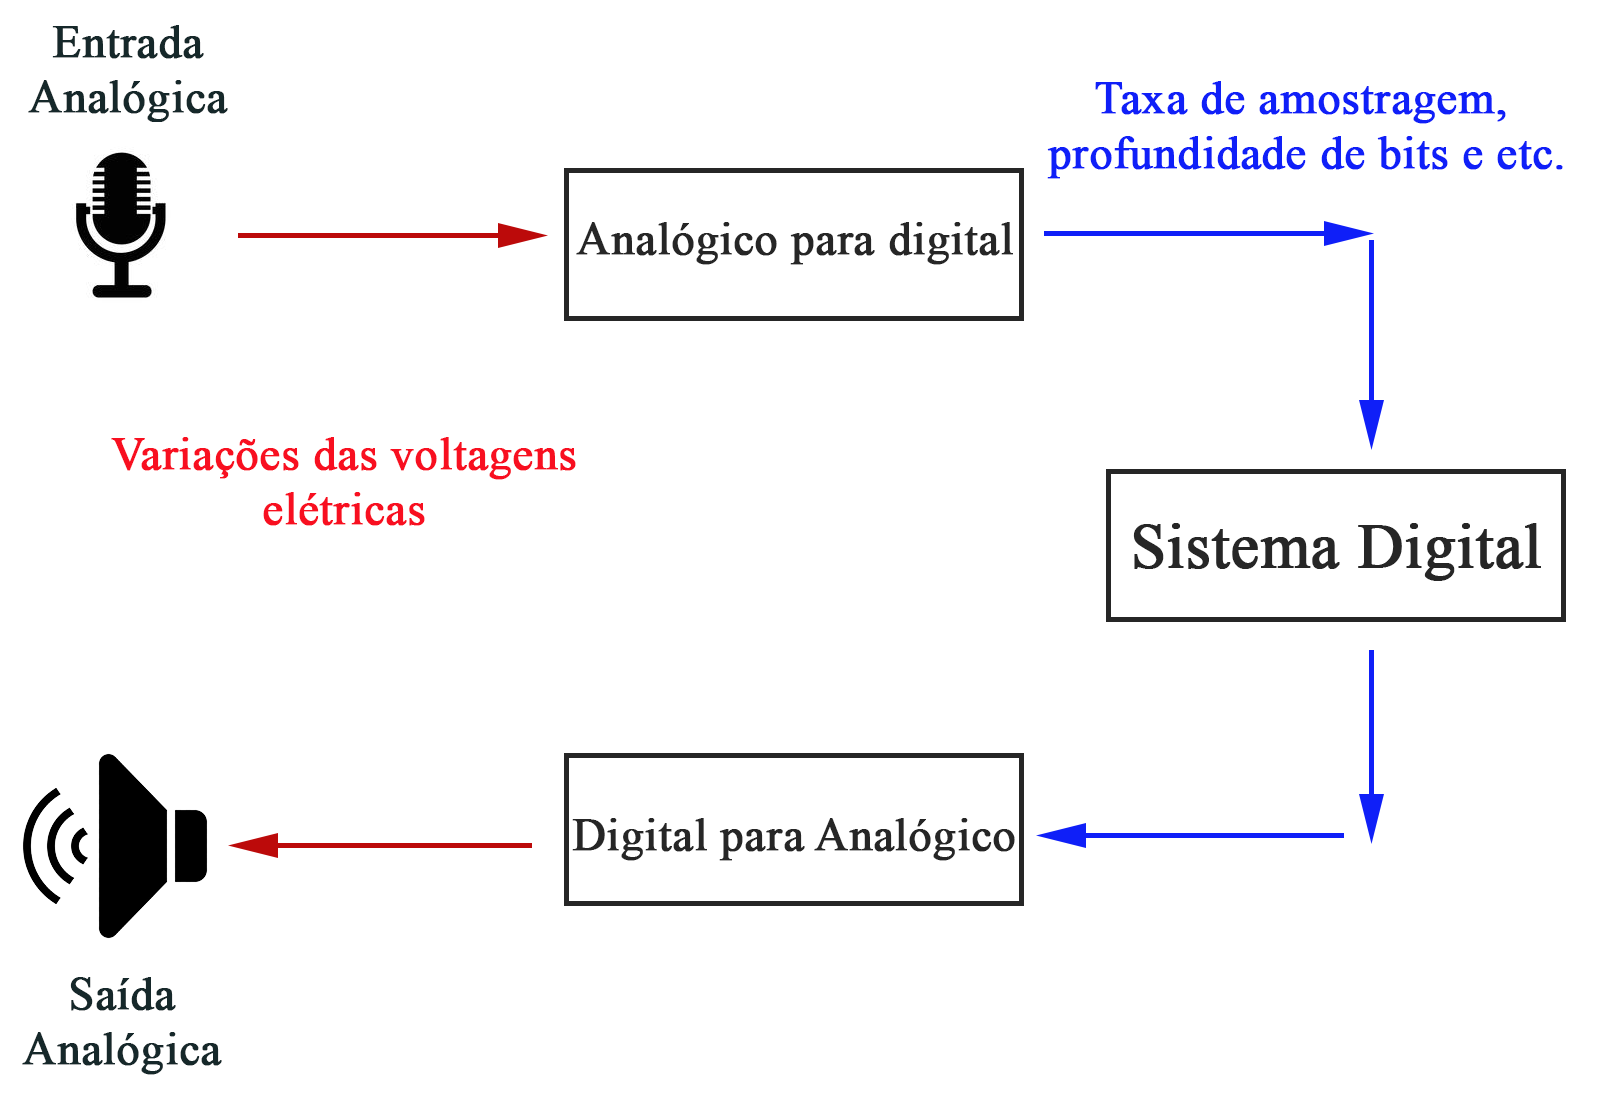 Entrada
Analógica
Taxa de amostragem,
profundidade de bits e etc.
Analógico para digital
Variações das voltagens
elétricas
Sistema Digital
Digital para Analógico
Saída
Analógica